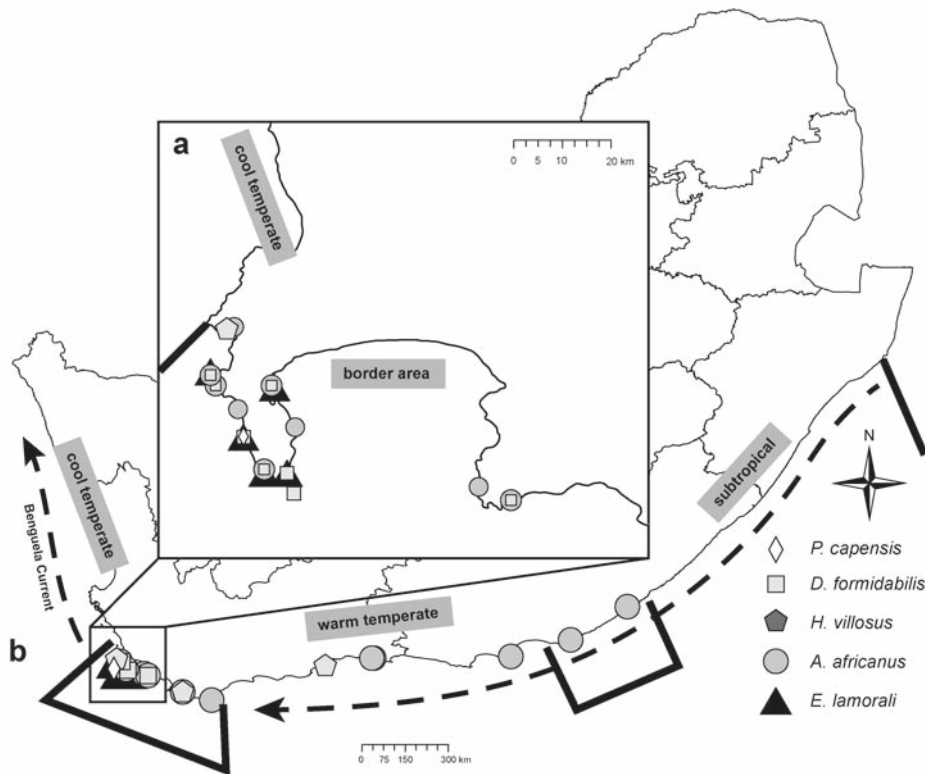 a
0 5 10 20 km
cool temperate
border area
cool temperate
Benguela Current
subtropical
N
P. capensis
D. formidabilis
H. villosus
A. africanus
E. lamorali
warm temperate
b
0 75 150 300 km